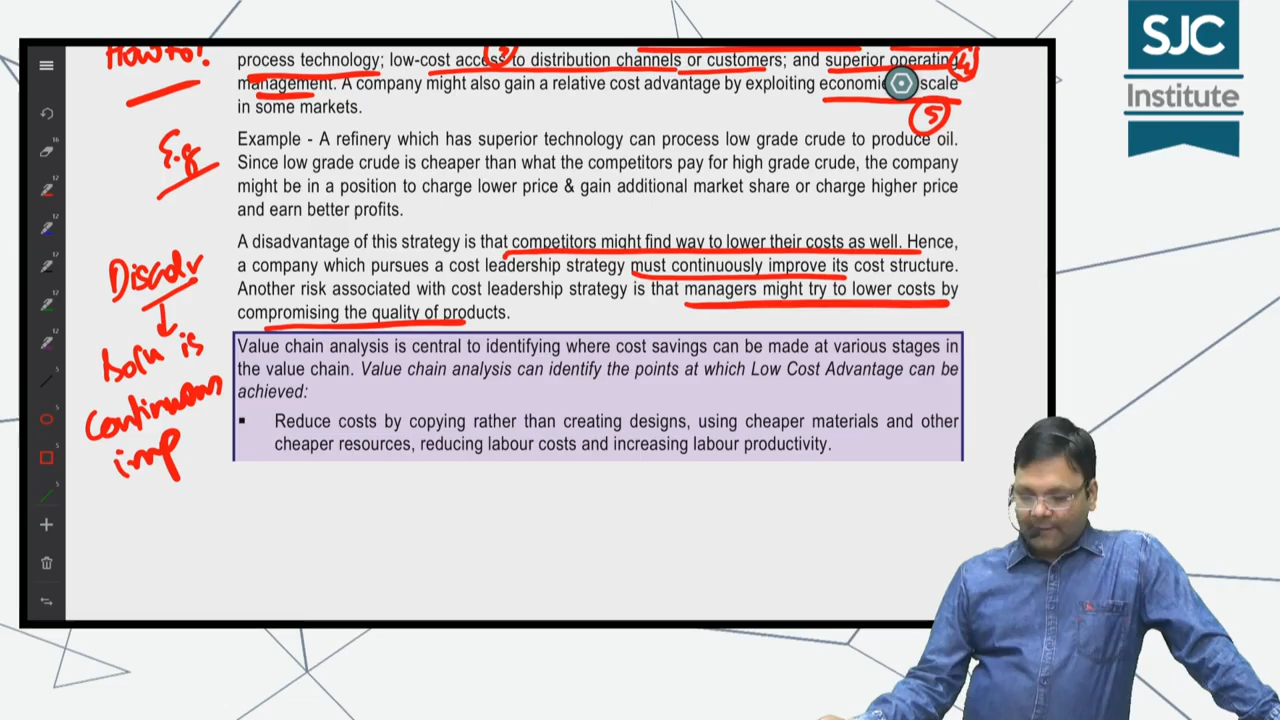 How to?
process technology; low-cost access to distribution channels or customers; and superior operating
management. A company might also gain a relative cost advantage by exploiting economies scale
in some markets.
Example - A refinery which has superior technology can process low grade crude to produce oil.
Since low grade crude is cheaper than what the competitors pay for high grade crude, the company
might be in a position to charge lower price & gain additional market share or charge higher price
and earn better profits.
A disadvantage of this strategy is that competitors might find way to lower their costs as well. Hence,
a company which pursues a cost leadership strategy must continuously improve its cost structure.
Another risk associated with cost leadership strategy is that managers might try to lower costs by
compromising the quality of products.
Value chain analysis is central to identifying where cost savings can be made at various stages in
the value chain. Value chain analysis can identify the points at which Low Cost Advantage can be
achieved:
▪ Reduce costs by copying rather than creating designs, using cheaper materials and other
cheaper resources, reducing labour costs and increasing labour productivity.
3
4
5
E.g
Disadv
Soln is
continuous
imp
SJC
Institute